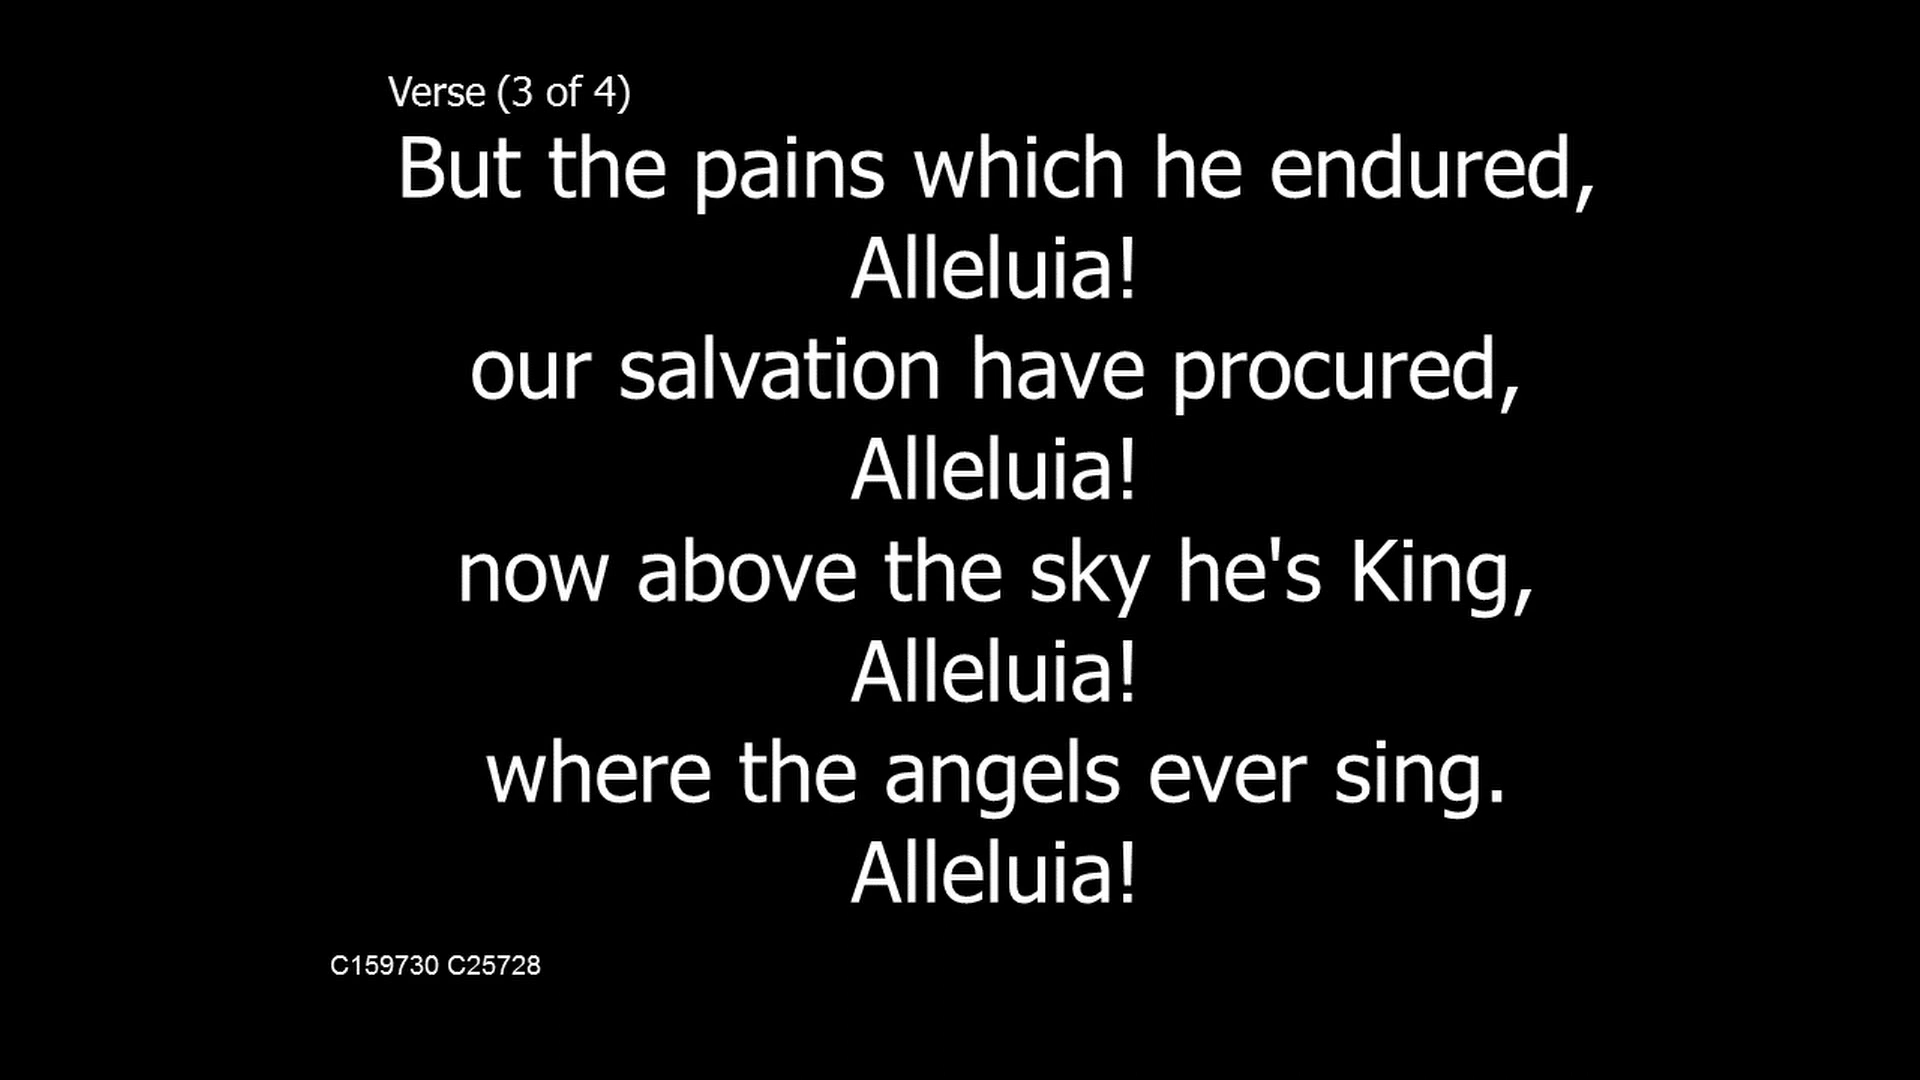 Verse (3 of 4)
But the pains which he endured,
Alleluia!
our salvation have procured,
Alleluia!
now above the sky he's King,
Alleluia!
where the angels ever sing.
Alleluia!
C159730 C25728